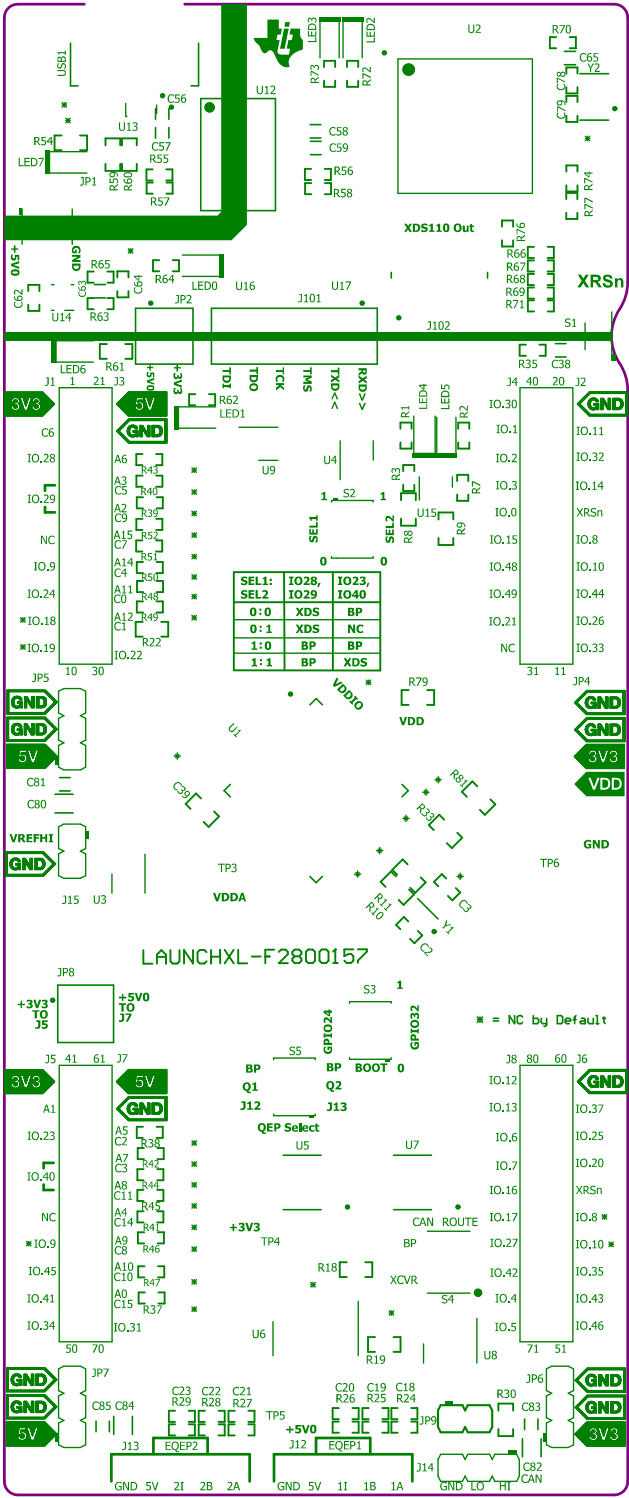 LED3
LED2
U2
R70
USB1
C65
Y2
R73
R72
C78
C79
U12
C56
U13
C57
C58
C59
R54
LED7
JP1
R59
R60
R55
R57
R56
R58
R74
R77
XDS110 Out
R76
R66
R67
R68
R69
R71
XRSn
+5V0
GND
R65
R64
LED0
U16
U17
C62
C63
C64
U14
R63
JP2
J101
J102
S1
LED6
R61
+5V0
+3V3
TDI
TDO
TCK
TMS
TXD<<
RXD>>
R35
C38
J1 1 21 J3
J4 40 20 J2
3V3
5V
GND
GND
R62
LED1
LED4
LED5
R1
R2
C6
IO.28
IO.29
NC
IO.9
IO.24
* IO.18
* IO.19
A6
A3
C5
A2
C9
A15
C7
A14
C4
A11
C0
A12
C1
IO.22
R43
R40
R39
R52
R51
R50
R48
R49
R22
*
*
*
*
*
*
*
U9
U4
R3
R7
U15
R8
R9
S2
1 1
SEL1
SEL2
0 0
IO.30
IO.1
IO.2
IO.3
IO.0
IO.15
IO.48
IO.49
IO.21
NC
IO.11
IO.32
IO.14
XRSn
IO.8
IO.10
IO.44
IO.26
IO.33
SEL1: SEL2 IO28, IO29 IO23, IO40
0:0 XDS BP
0:1 XDS NC
1:0 BP BP
1:1 BP XDS
10 30
31 11
JP5
JP4
GND
GND
5V
GND
GND
3V3
VDD
VDDIO
*
R79
VDD
U1
*
C39
C81
C80
R81
R33
VREFHI
GND
J15
U3
TP3
VDDA
TP6
GND
R11
R10
C3
Y1
C2
LAUNCHXL-F2800157
JP8
+3V3
TO
J5
+5V0
TO
J7
S3
1
GPIO24
GPIO32
BOOT 0
* = NC by Default
S5
BP BP
Q1 Q2
J12 J13
QEP Select
J5 41 61 J7
J8 80 60 J6
3V3
5V
GND
GND
A1
IO.23
IO.40
NC
* IO.9
IO.45
IO.41
IO.34
A5
C2
A7
C3
A8
C11
A4
C14
A9
C8
A10
C10
A0
C15
IO.31
R38
R42
R44
R45
R41
R46
R47
R37
*
*
*
*
*
*
*
*
U5
U7
+3V3
TP4
CAN ROUTE
BP
XCVR
S4
R18
*
*
U6
R19
U8
IO.12
IO.13
IO.6
IO.7
IO.16
IO.17
IO.27
IO.42
IO.4
IO.5
IO.37
IO.25
IO.20
XRSn
IO.8 *
IO.10 *
IO.35
IO.43
IO.46
50 70
71 51
GND
GND
5V
JP7
C85
C84
C23
R29
C22
R28
C21
R27
TP5
+5V0
C20
R26
C19
R25
C18
R24
JP9
R30
C83
JP6
GND
GND
3V3
J13
EQEP2
J12
EQEP1
J14
C82
CAN
GND 5V 2I 2B 2A
GND 5V 1I 1B 1A
GND LO HI